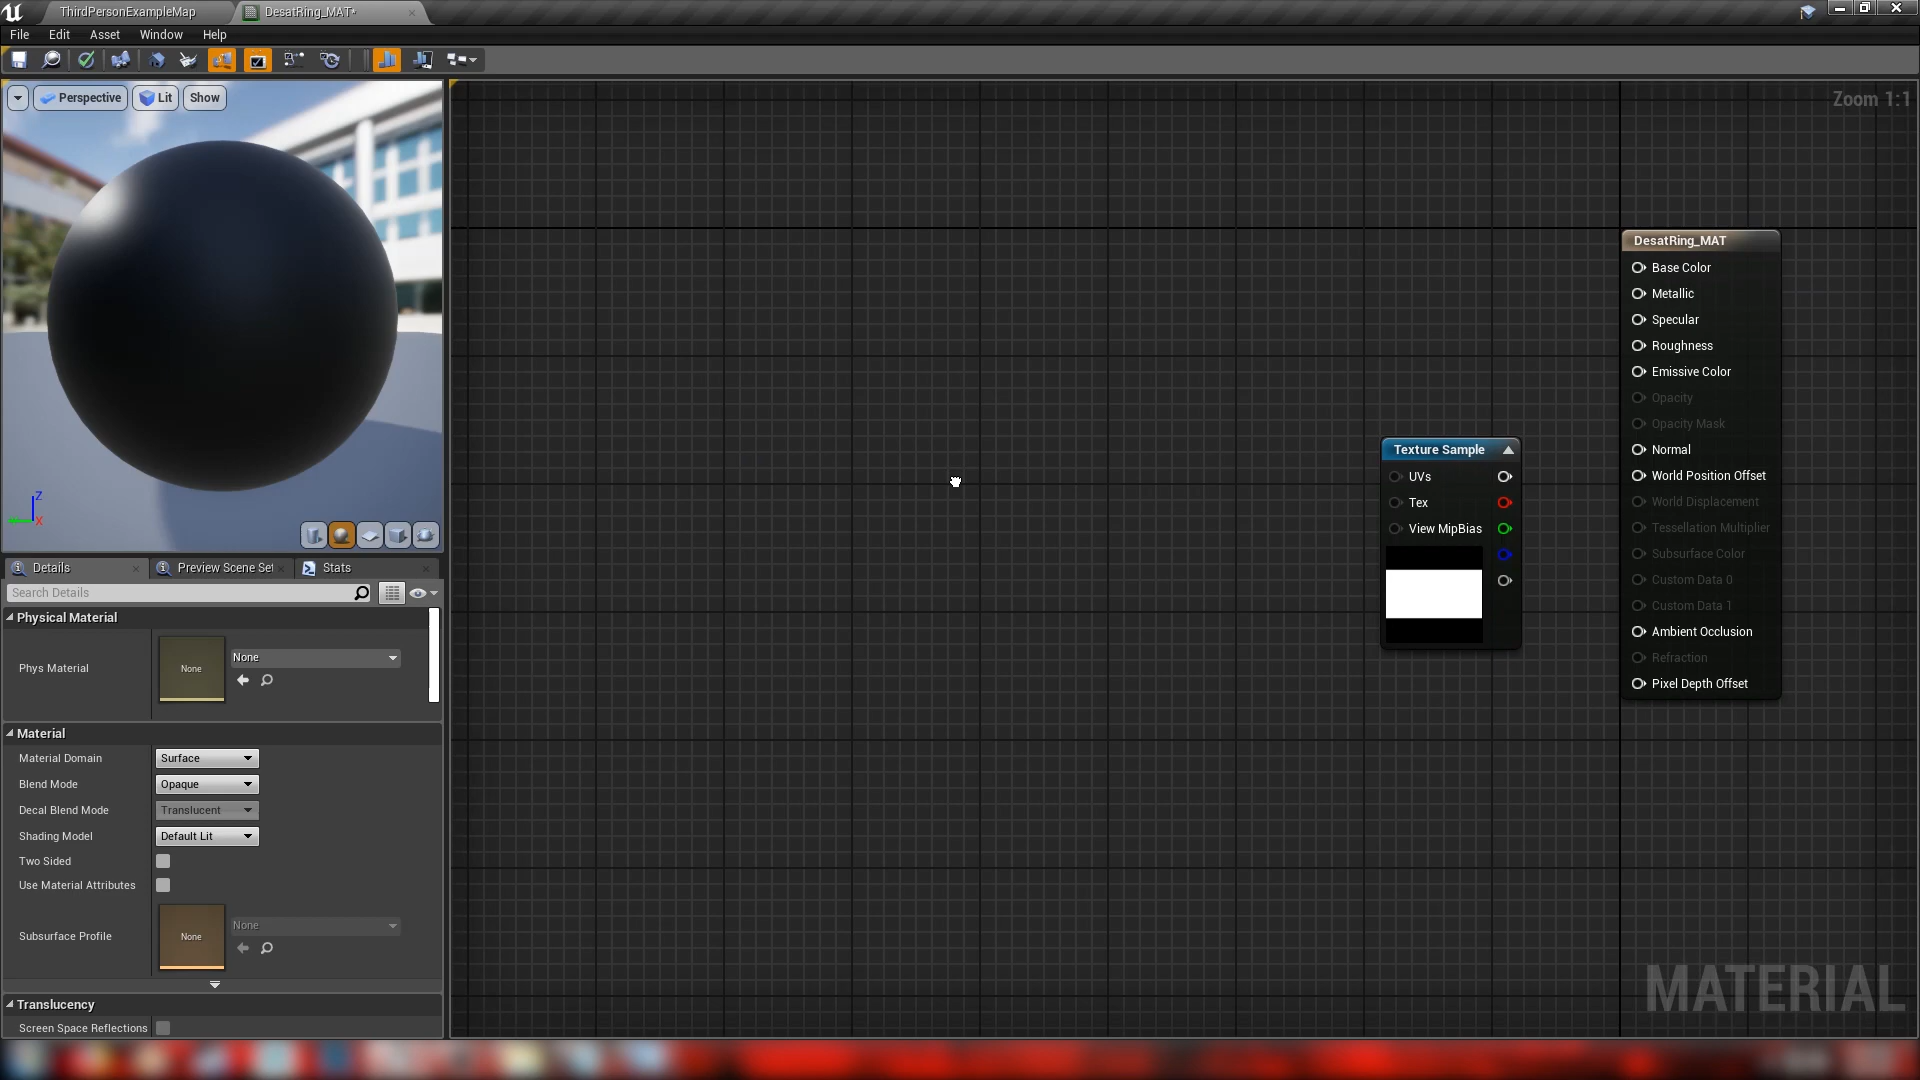 ThirdPersonExampleMap
DesatRing_MAT*
File Edit Asset Window Help
Perspective Lit Show
Zoom 1:1
DesatRing_MAT
Base Color
Metallic
Specular
Roughness
Emissive Color
Opacity
Opacity Mask
Normal
World Position Offset
World Displacement
Tessellation Multiplier
Subsurface Color
Custom Data 0
Custom Data 1
Ambient Occlusion
Refraction
Pixel Depth Offset
Texture Sample
UVs
Tex
View MipBias
Z
X
Details Preview Scene Set Stats
Search Details
Physical Material
Phys Material None None
Material
Material Domain Surface
Blend Mode Opaque
Decal Blend Mode Translucent
Shading Model Default Lit
Two Sided
Use Material Attributes
Subsurface Profile None None
Translucency
Screen Space Reflections
MATERIAL